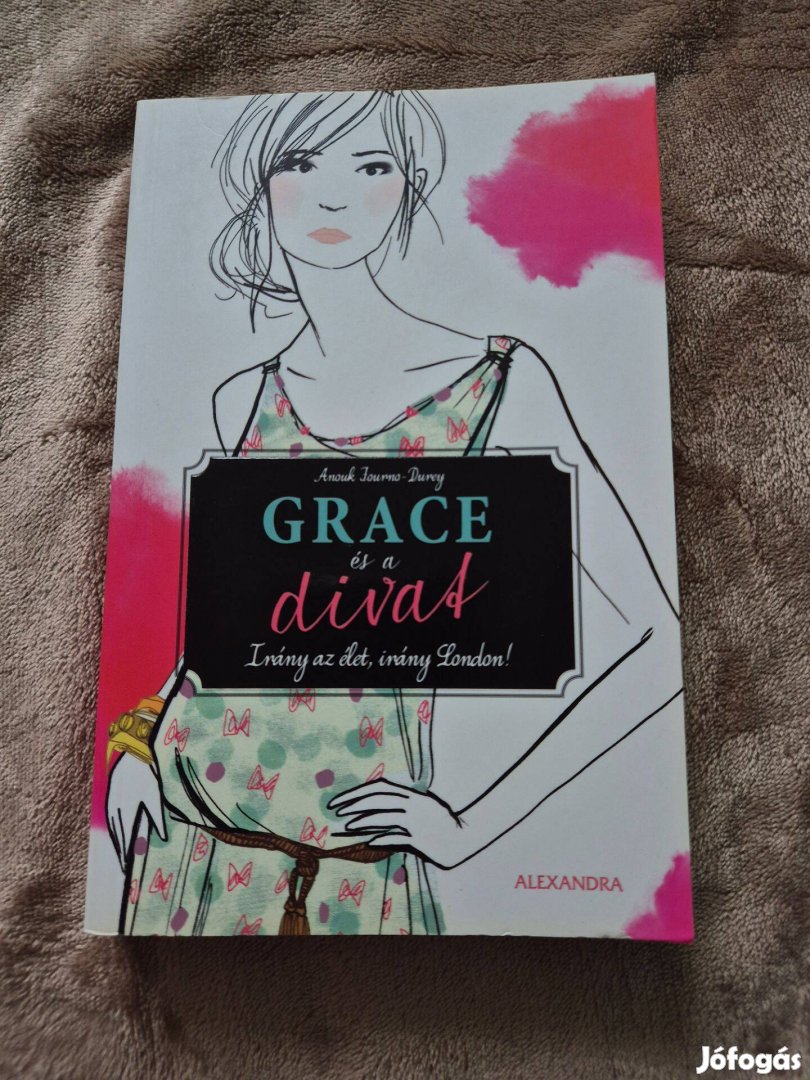 Anouk Journo-Durey
GRACE
és a
divat
Irány az élet, irány London!
ALEXANDRA
Jófogás